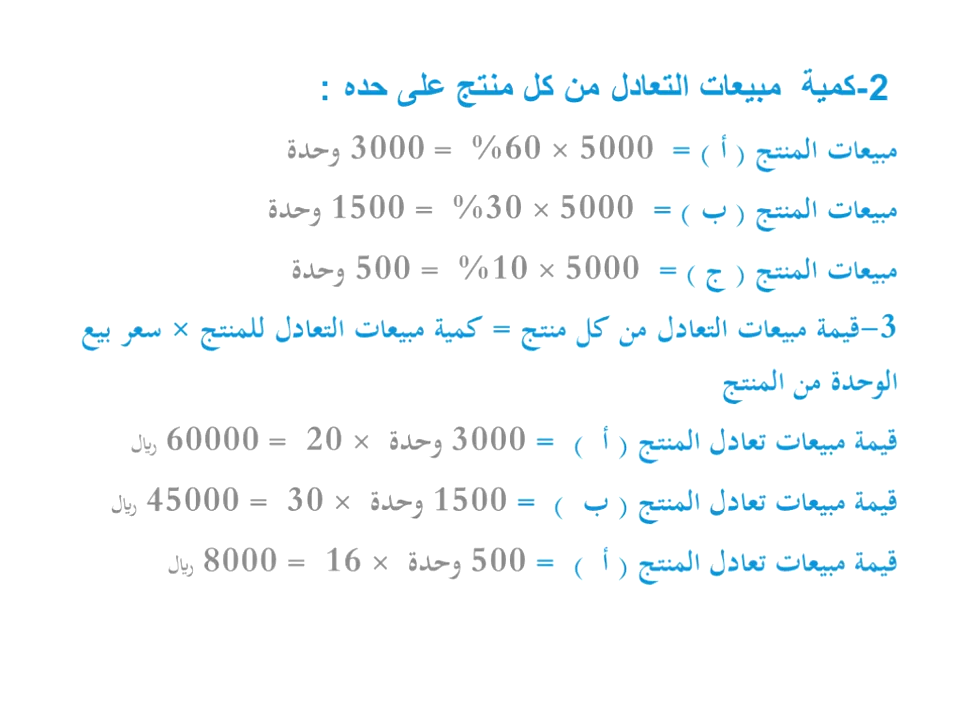 2-كمية مبيعات التعادل من كل منتج على حده :
مبيعات المنتج ( أ ) = 5000 × 60% = 3000 وحدة
مبيعات المنتج ( ب ) = 5000 × 30% = 1500 وحدة
مبيعات المنتج ( ج ) = 5000 × 10% = 500 وحدة
3-قيمة مبيعات التعادل من كل منتج = كمية مبيعات التعادل للمنتج × سعر بيع
الوحدة من المنتج
قيمة مبيعات تعادل المنتج ( أ ) = 3000 وحدة × 20 = 60000 ريال
قيمة مبيعات تعادل المنتج ( ب ) = 1500 وحدة × 30 = 45000 ريال
قيمة مبيعات تعادل المنتج ( أ ) = 500 وحدة × 16 = 8000 ريال